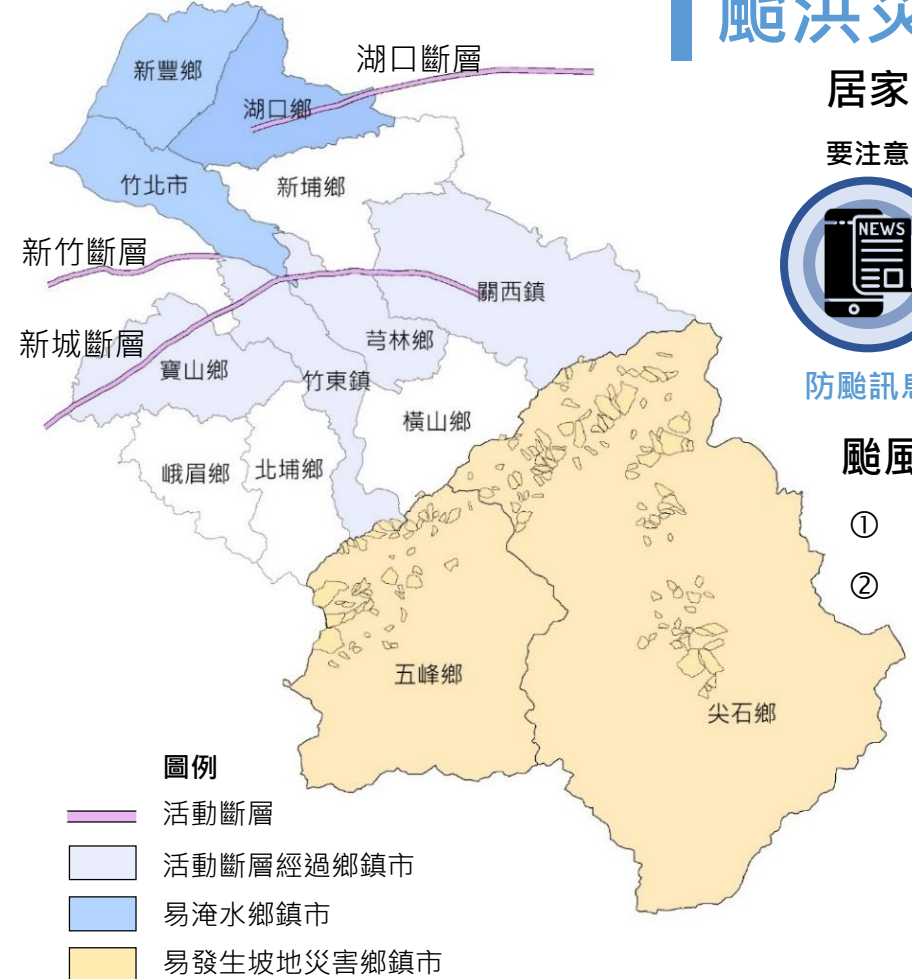 颱洪災
湖口斷層
新豐鄉
湖口鄉
竹北市
新埔鄉
新竹斷層
關西鎮
新城斷層
芎林鄉
寶山鄉
竹東鎮
橫山鄉
峨眉鄉
北埔鄉
五峰鄉
尖石鄉
圖例
活動斷層
活動斷層經過鄉鎮市
易淹水鄉鎮市
易發生坡地災害鄉鎮市
居家
要注意
NEWS
防颱訊息
颱風
①
②